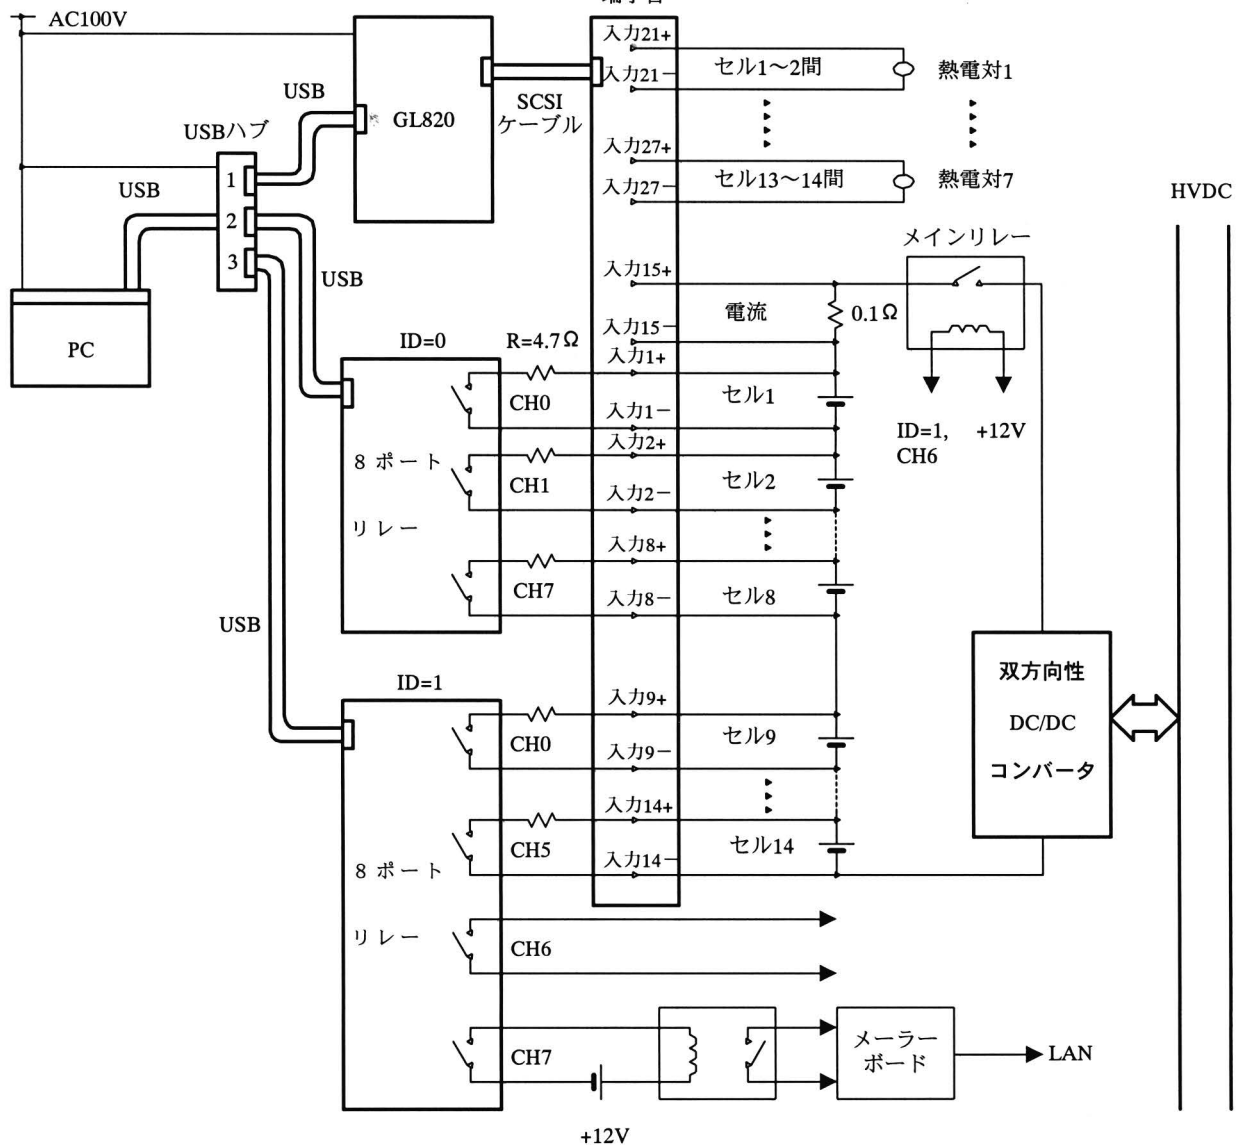 AC100V
入力21+
セル1～2間
熱電対1
入力21－
USB
SCSI
ケーブル
GL820
USBハブ
入力27+
1
USB
セル13～14間
熱電対7
入力27－
HVDC
2
メインリレー
3
USB
入力15+
電流
0.1Ω
入力15－
PC
ID=0
R=4.7Ω
入力1+
CH0
セル1
入力1－
ID=1,
CH6
+12V
入力2+
8 ポート
リレー
CH1
セル2
入力2－
入力8+
CH7
セル8
入力8－
USB
双方向性
DC/DC
コンバータ
ID=1
入力9+
CH0
セル9
入力9－
入力14+
CH5
セル14
入力14－
8 ポート
リレー
CH6
CH7
メーラー
ボード
LAN
+12V